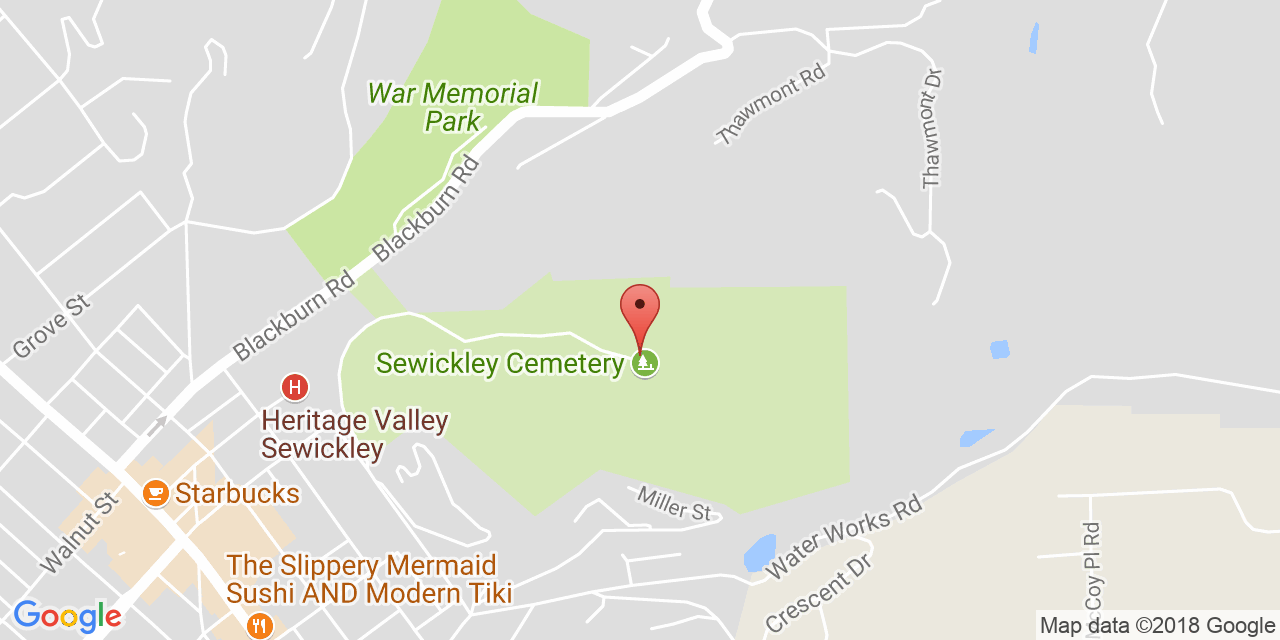 War Memorial
Park
Thawmont Rd
Thawmont Dr
Blackburn Rd
Blackburn Rd
Grove St
Sewickley Cemetery
H
Heritage Valley
Sewickley
Starbucks
Walnut St
Miller St
Water Works Rd
Crescent Dr
McCoy Pl Rd
The Slippery Mermaid
Sushi AND Modern Tiki
Google
Map data ©2018 Google